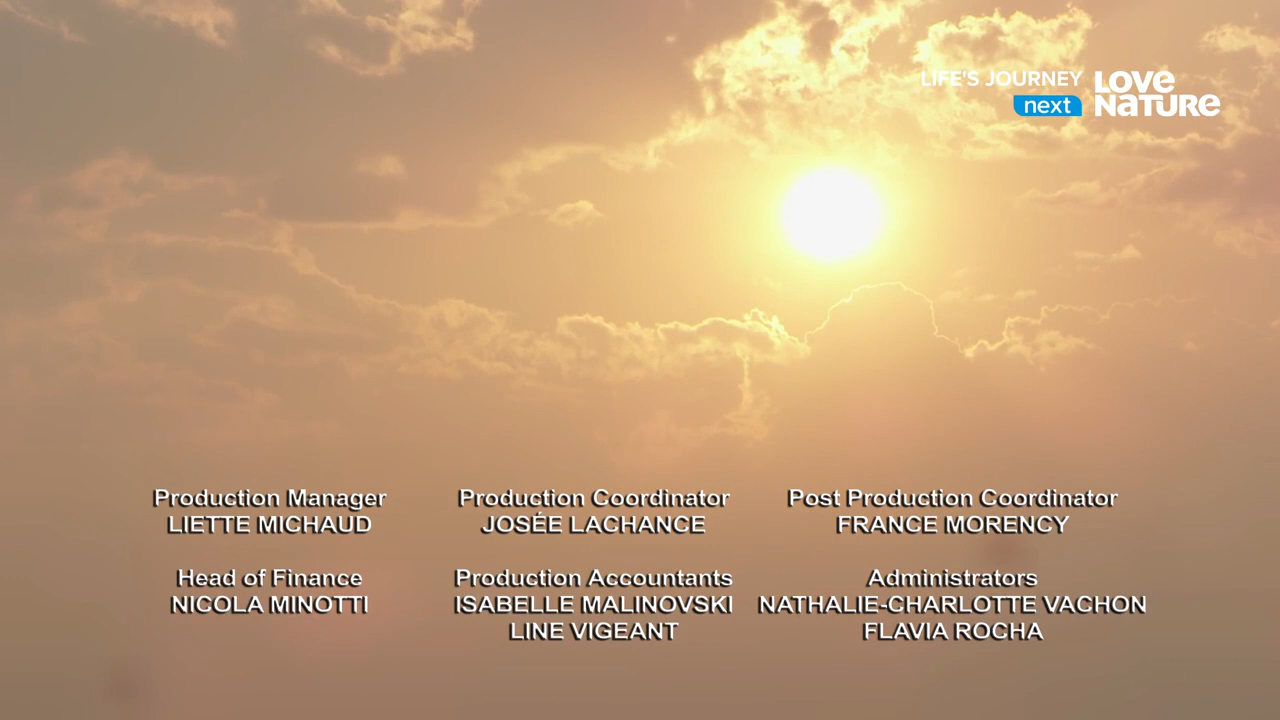 LIFE'S JOURNEY
next
LOVE
NATURE
Production Manager
LIETTE MICHAUD
Production Coordinator
JOSÉE LACHANCE
Post Production Coordinator
FRANCE MORENCY
Head of Finance
NICOLA MINOTTI
Production Accountants
ISABELLE MALINOVSKI
LINE VIGEANT
Administrators
NATHALIE-CHARLOTTE VACHON
FLAVIA ROCHA